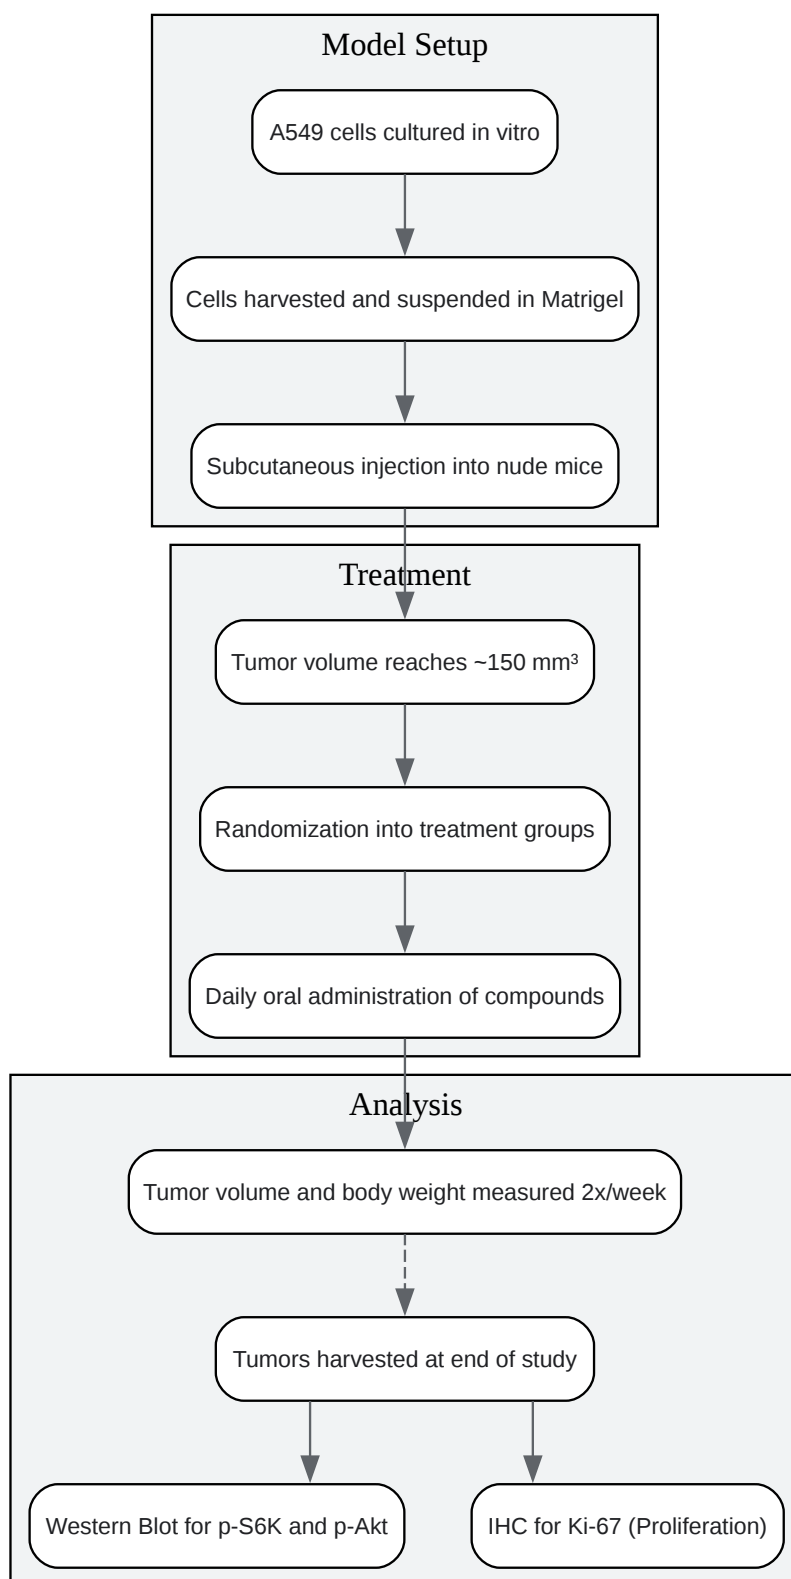 Model Setup
A549 cells cultured in vitro
Cells harvested and suspended in Matrigel
Subcutaneous injection into nude mice
Treatment
Tumor volume reaches ~150 mm³
Randomization into treatment groups
Daily oral administration of compounds
Analysis
Tumor volume and body weight measured 2x/week
Tumors harvested at end of study
Western Blot for p-S6K and p-Akt
IHC for Ki-67 (Proliferation)